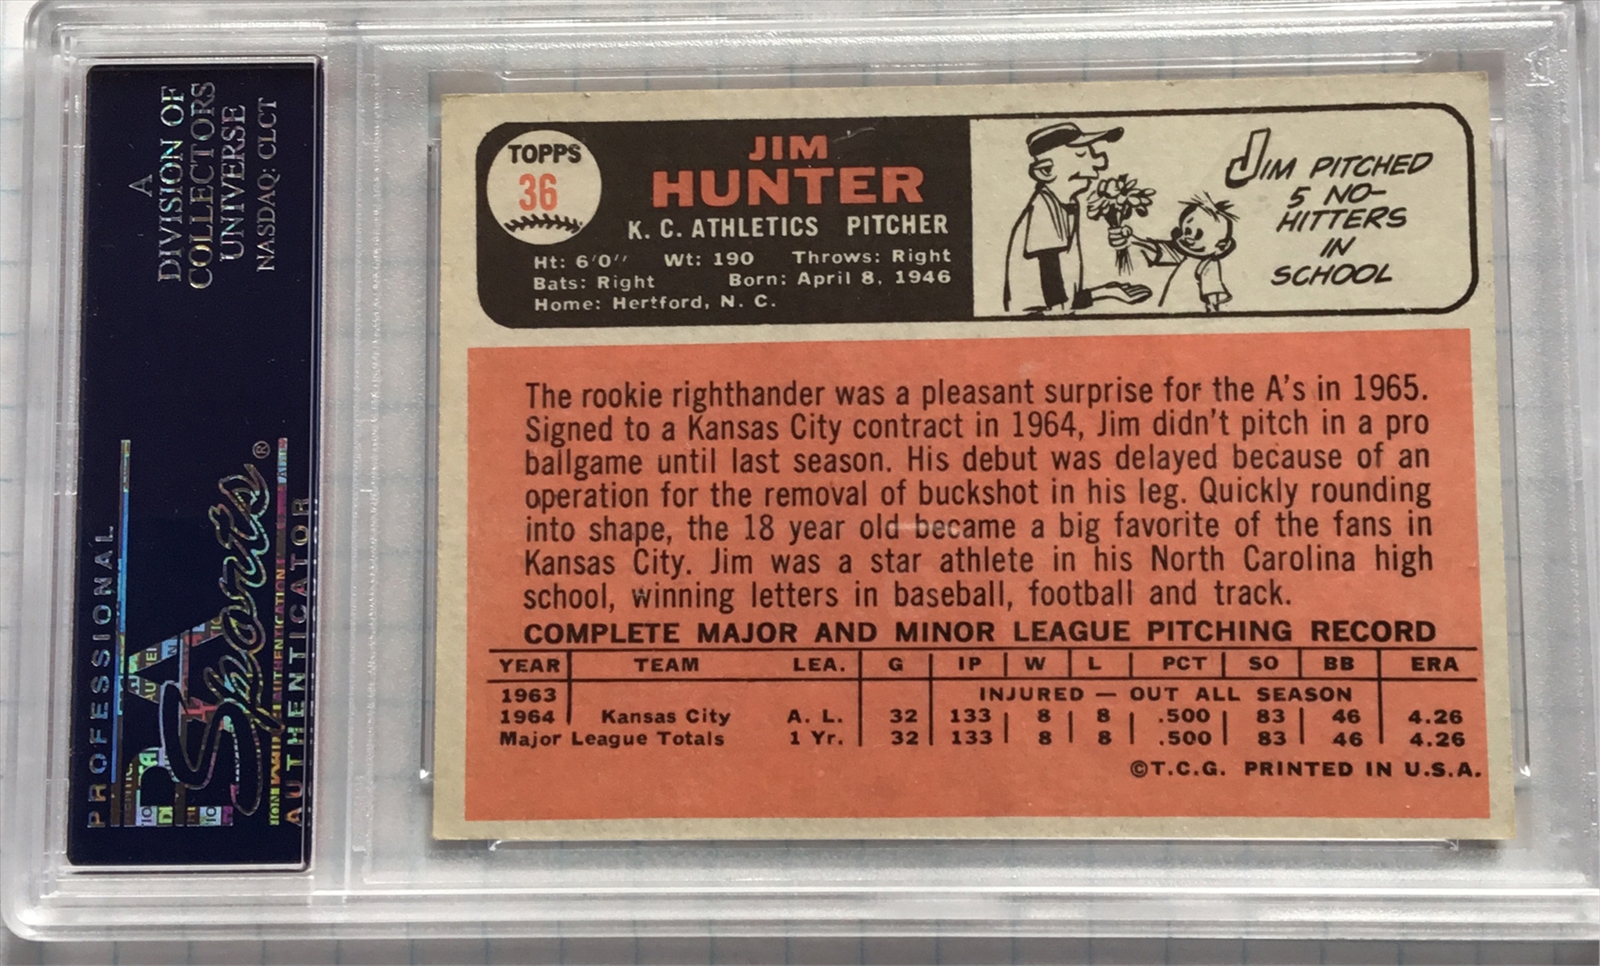 A
DIVISION OF
COLLECTORS
UNIVERSE
NASDAQ: CLCT
PROFESSIONAL
Sports®
AUTHENTICATOR
TOPPS
36
JIM
HUNTER
K. C. ATHLETICS PITCHER
Ht: 6'0'' Wt: 190 Throws: Right
Bats: Right Born: April 8, 1946
Home: Hertford, N. C.
JIM PITCHED
5 NO-
HITTERS
IN
SCHOOL
The rookie righthander was a pleasant surprise for the A's in 1965.
Signed to a Kansas City contract in 1964, Jim didn't pitch in a pro
ballgame until last season. His debut was delayed because of an
operation for the removal of buckshot in his leg. Quickly rounding
into shape, the 18 year old became a big favorite of the fans in
Kansas City. Jim was a star athlete in his North Carolina high
school, winning letters in baseball, football and track.
COMPLETE MAJOR AND MINOR LEAGUE PITCHING RECORD
YEAR TEAM LEA. G IP W L PCT SO BB ERA
1963 INJURED — OUT ALL SEASON
1964 Kansas City A. L. 32 133 8 8 .500 83 46 4.26
Major League Totals 1 Yr. 32 133 8 8 .500 83 46 4.26
©T.C.G. PRINTED IN U.S.A.